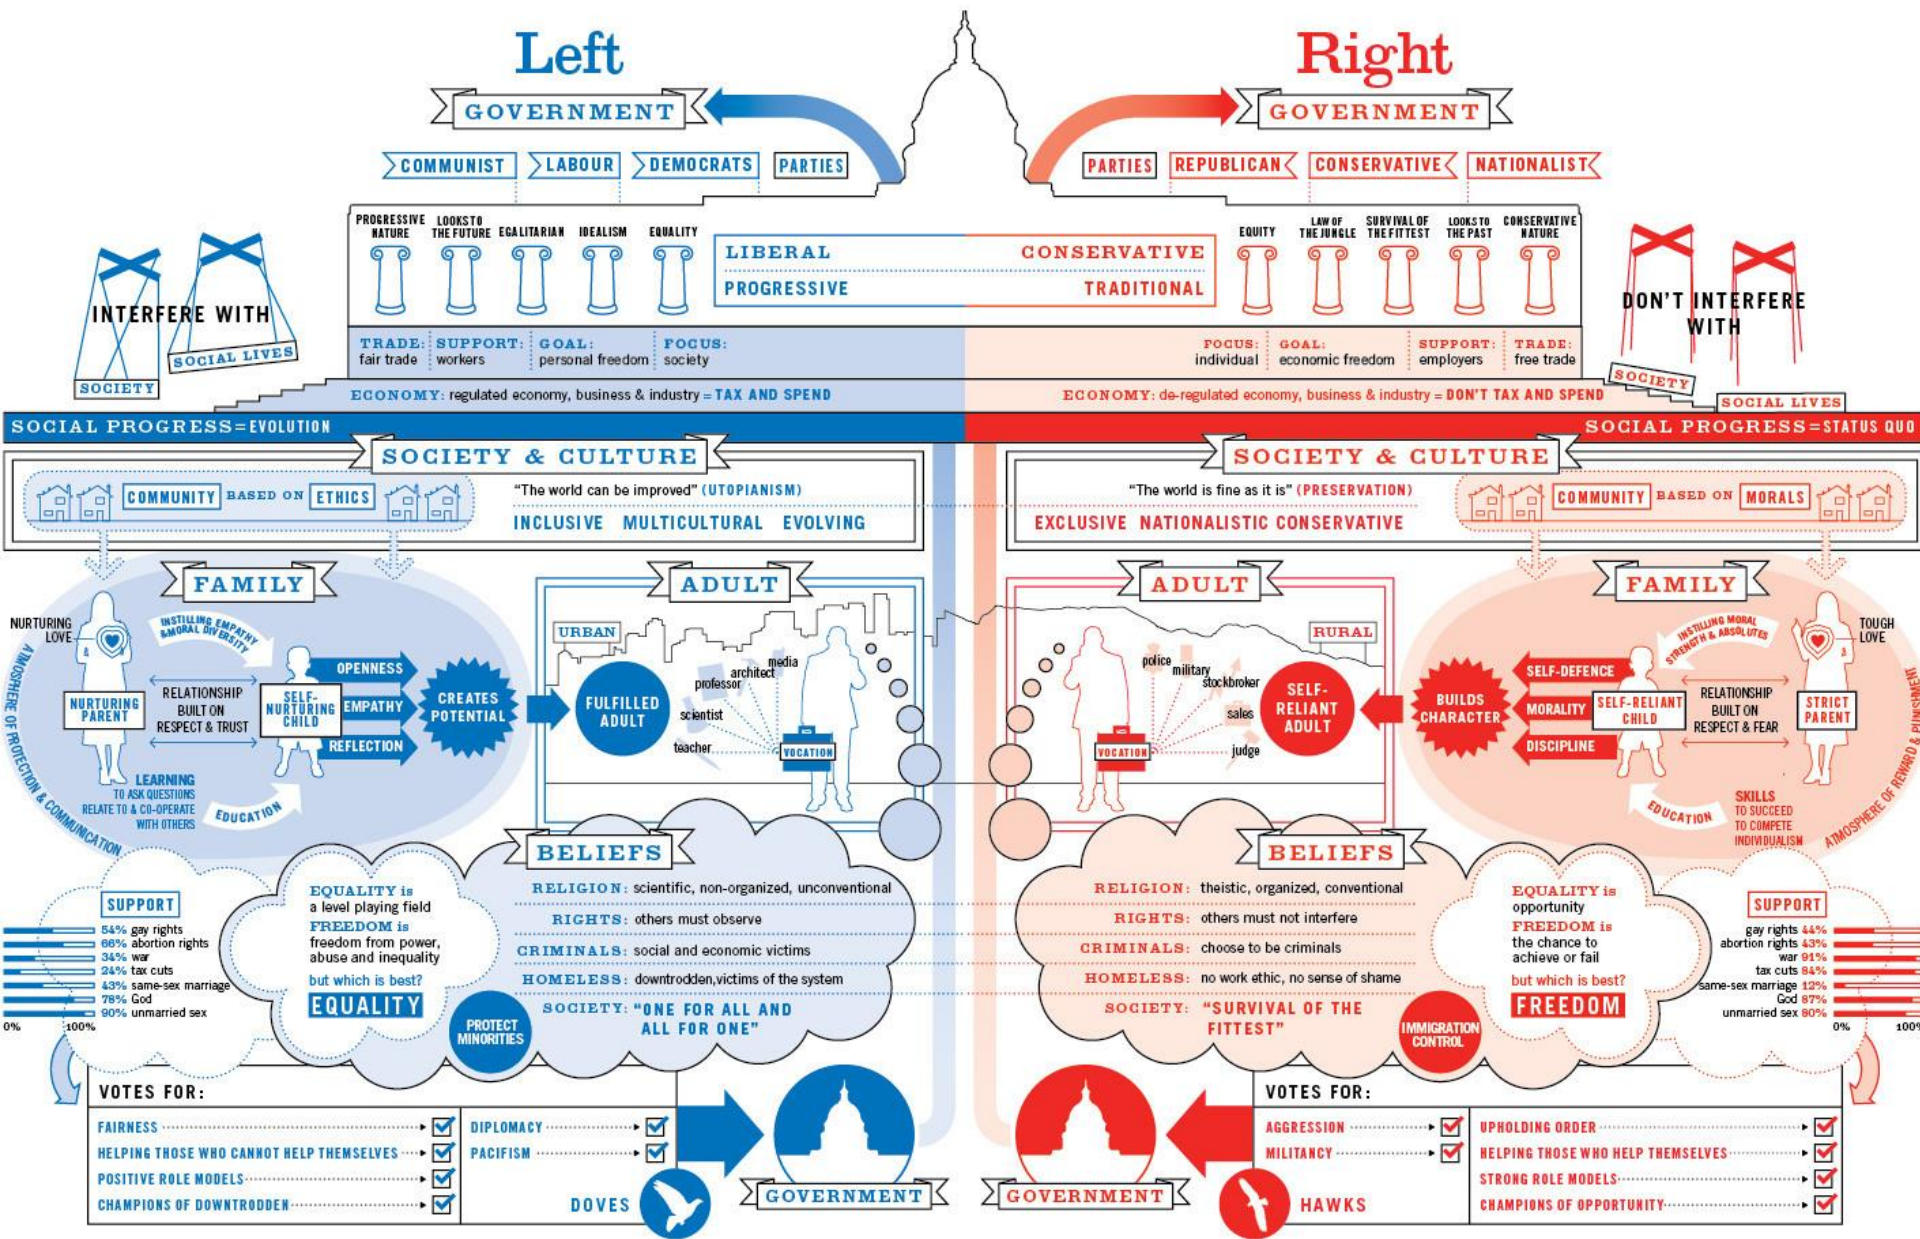 Left
GOVERNMENT
COMMUNIST
LABOUR
DEMOCRATS
PARTIES
PROGRESSIVE
NATURE
LOOKS TO
THE FUTURE
EGALITARIAN
IDEALISM
EQUALITY
LIBERAL
PROGRESSIVE
INTERFERE WITH
SOCIETY
SOCIAL LIVES
TRADE:
fair trade
SUPPORT:
workers
GOAL:
personal freedom
FOCUS:
society
ECONOMY: regulated economy, business & industry = TAX AND SPEND
SOCIAL PROGRESS=EVOLUTION
Right
GOVERNMENT
PARTIES
REPUBLICAN
CONSERVATIVE
NATIONALIST
CONSERVATIVE
TRADITIONAL
EQUITY
LAW OF
THE JUNGLE
SURVIVAL OF
THE FITTEST
LOOKS TO
THE PAST
CONSERVATIVE
NATURE
DON'T INTERFERE
WITH
SOCIETY
SOCIAL LIVES
FOCUS:
individual
GOAL:
economic freedom
SUPPORT:
employers
TRADE:
free trade
ECONOMY: de-regulated economy, business & industry = DON'T TAX AND SPEND
SOCIAL PROGRESS=STATUS QUO
SOCIETY & CULTURE
COMMUNITY BASED ON ETHICS
"The world can be improved" (UTOPIANISM)
INCLUSIVE MULTICULTURAL EVOLVING
SOCIETY & CULTURE
"The world is fine as it is" (PRESERVATION)
EXCLUSIVE NATIONALISTIC CONSERVATIVE
COMMUNITY BASED ON MORALS
FAMILY
NURTURING
LOVE
INSTILLING EMPATHY
& MORAL DIVERSITY
ATMOSPHERE OF PROTECTION & COMMUNICATION
NURTURING
PARENT
RELATIONSHIP
BUILT ON
RESPECT & TRUST
SELF-
NURTURING
CHILD
OPENNESS
EMPATHY
REFLECTION
CREATES
POTENTIAL
LEARNING
TO ASK QUESTIONS
RELATE TO & CO-OPERATE
WITH OTHERS
EDUCATION
ADULT
URBAN
FULFILLED
ADULT
media
architect
professor
scientist
teacher
VOCATION
ADULT
RURAL
police
military
stockbroker
sales
judge
VOCATION
SELF-
RELIANT
ADULT
FAMILY
TOUGH
LOVE
INSTILLING MORAL
STRENGTH & ABSOLUTES
BUILDS
CHARACTER
SELF-DEFENCE
MORALITY
DISCIPLINE
SELF-RELIANT
CHILD
RELATIONSHIP
BUILT ON
RESPECT & FEAR
STRICT
PARENT
EDUCATION
SKILLS
TO SUCCEED
TO COMPETE
INDIVIDUALISM
ATMOSPHERE OF REWARD & PUNISHMENT
BELIEFS
RELIGION: scientific, non-organized, unconventional
RIGHTS: others must observe
CRIMINALS: social and economic victims
HOMELESS: downtrodden, victims of the system
SOCIETY: "ONE FOR ALL AND
ALL FOR ONE"
EQUALITY is
a level playing field
FREEDOM is
freedom from power,
abuse and inequality
but which is best?
EQUALITY
PROTECT
MINORITIES
SUPPORT
54% gay rights
66% abortion rights
34% war
24% tax cuts
43% same-sex marriage
78% God
90% unmarried sex
0% 100%
BELIEFS
RELIGION: theistic, organized, conventional
RIGHTS: others must not interfere
CRIMINALS: choose to be criminals
HOMELESS: no work ethic, no sense of shame
SOCIETY: "SURVIVAL OF THE
FITTEST"
EQUALITY is
opportunity
FREEDOM is
the chance to
achieve or fail
but which is best?
FREEDOM
IMMIGRATION
CONTROL
SUPPORT
gay rights 44%
abortion rights 43%
war 91%
tax cuts 84%
same-sex marriage 12%
God 87%
unmarried sex 80%
0% 100%
VOTES FOR:
FAIRNESS
HELPING THOSE WHO CANNOT HELP THEMSELVES
POSITIVE ROLE MODELS
CHAMPIONS OF DOWNTRODDEN
DIPLOMACY
PACIFISM
DOVES
GOVERNMENT
GOVERNMENT
VOTES FOR:
AGGRESSION
MILITANCY
HAWKS
UPHOLDING ORDER
HELPING THOSE WHO HELP THEMSELVES
STRONG ROLE MODELS
CHAMPIONS OF OPPORTUNITY